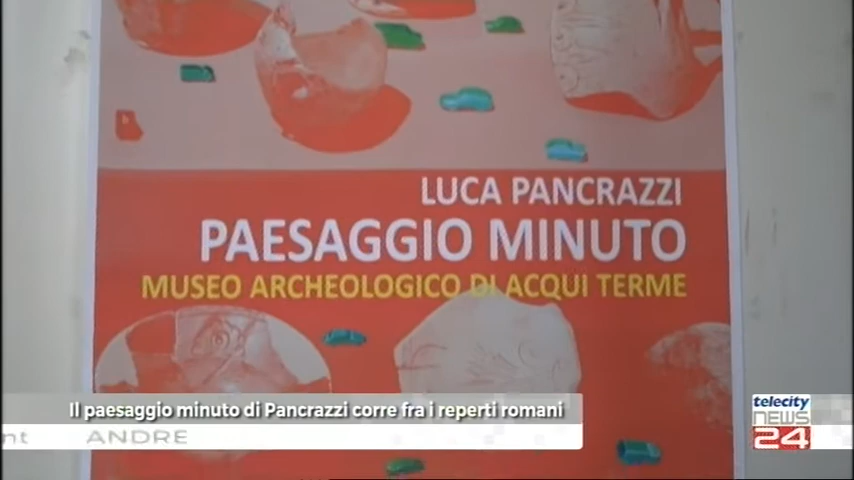 LUCA PANCRAZZI
PAESAGGIO MINUTO
MUSEO ARCHEOLOGICO DI ACQUI TERME
Il paesaggio minuto di Pancrazzi corre fra i reperti romani
nt ANDRE
telecity
NEWS
24